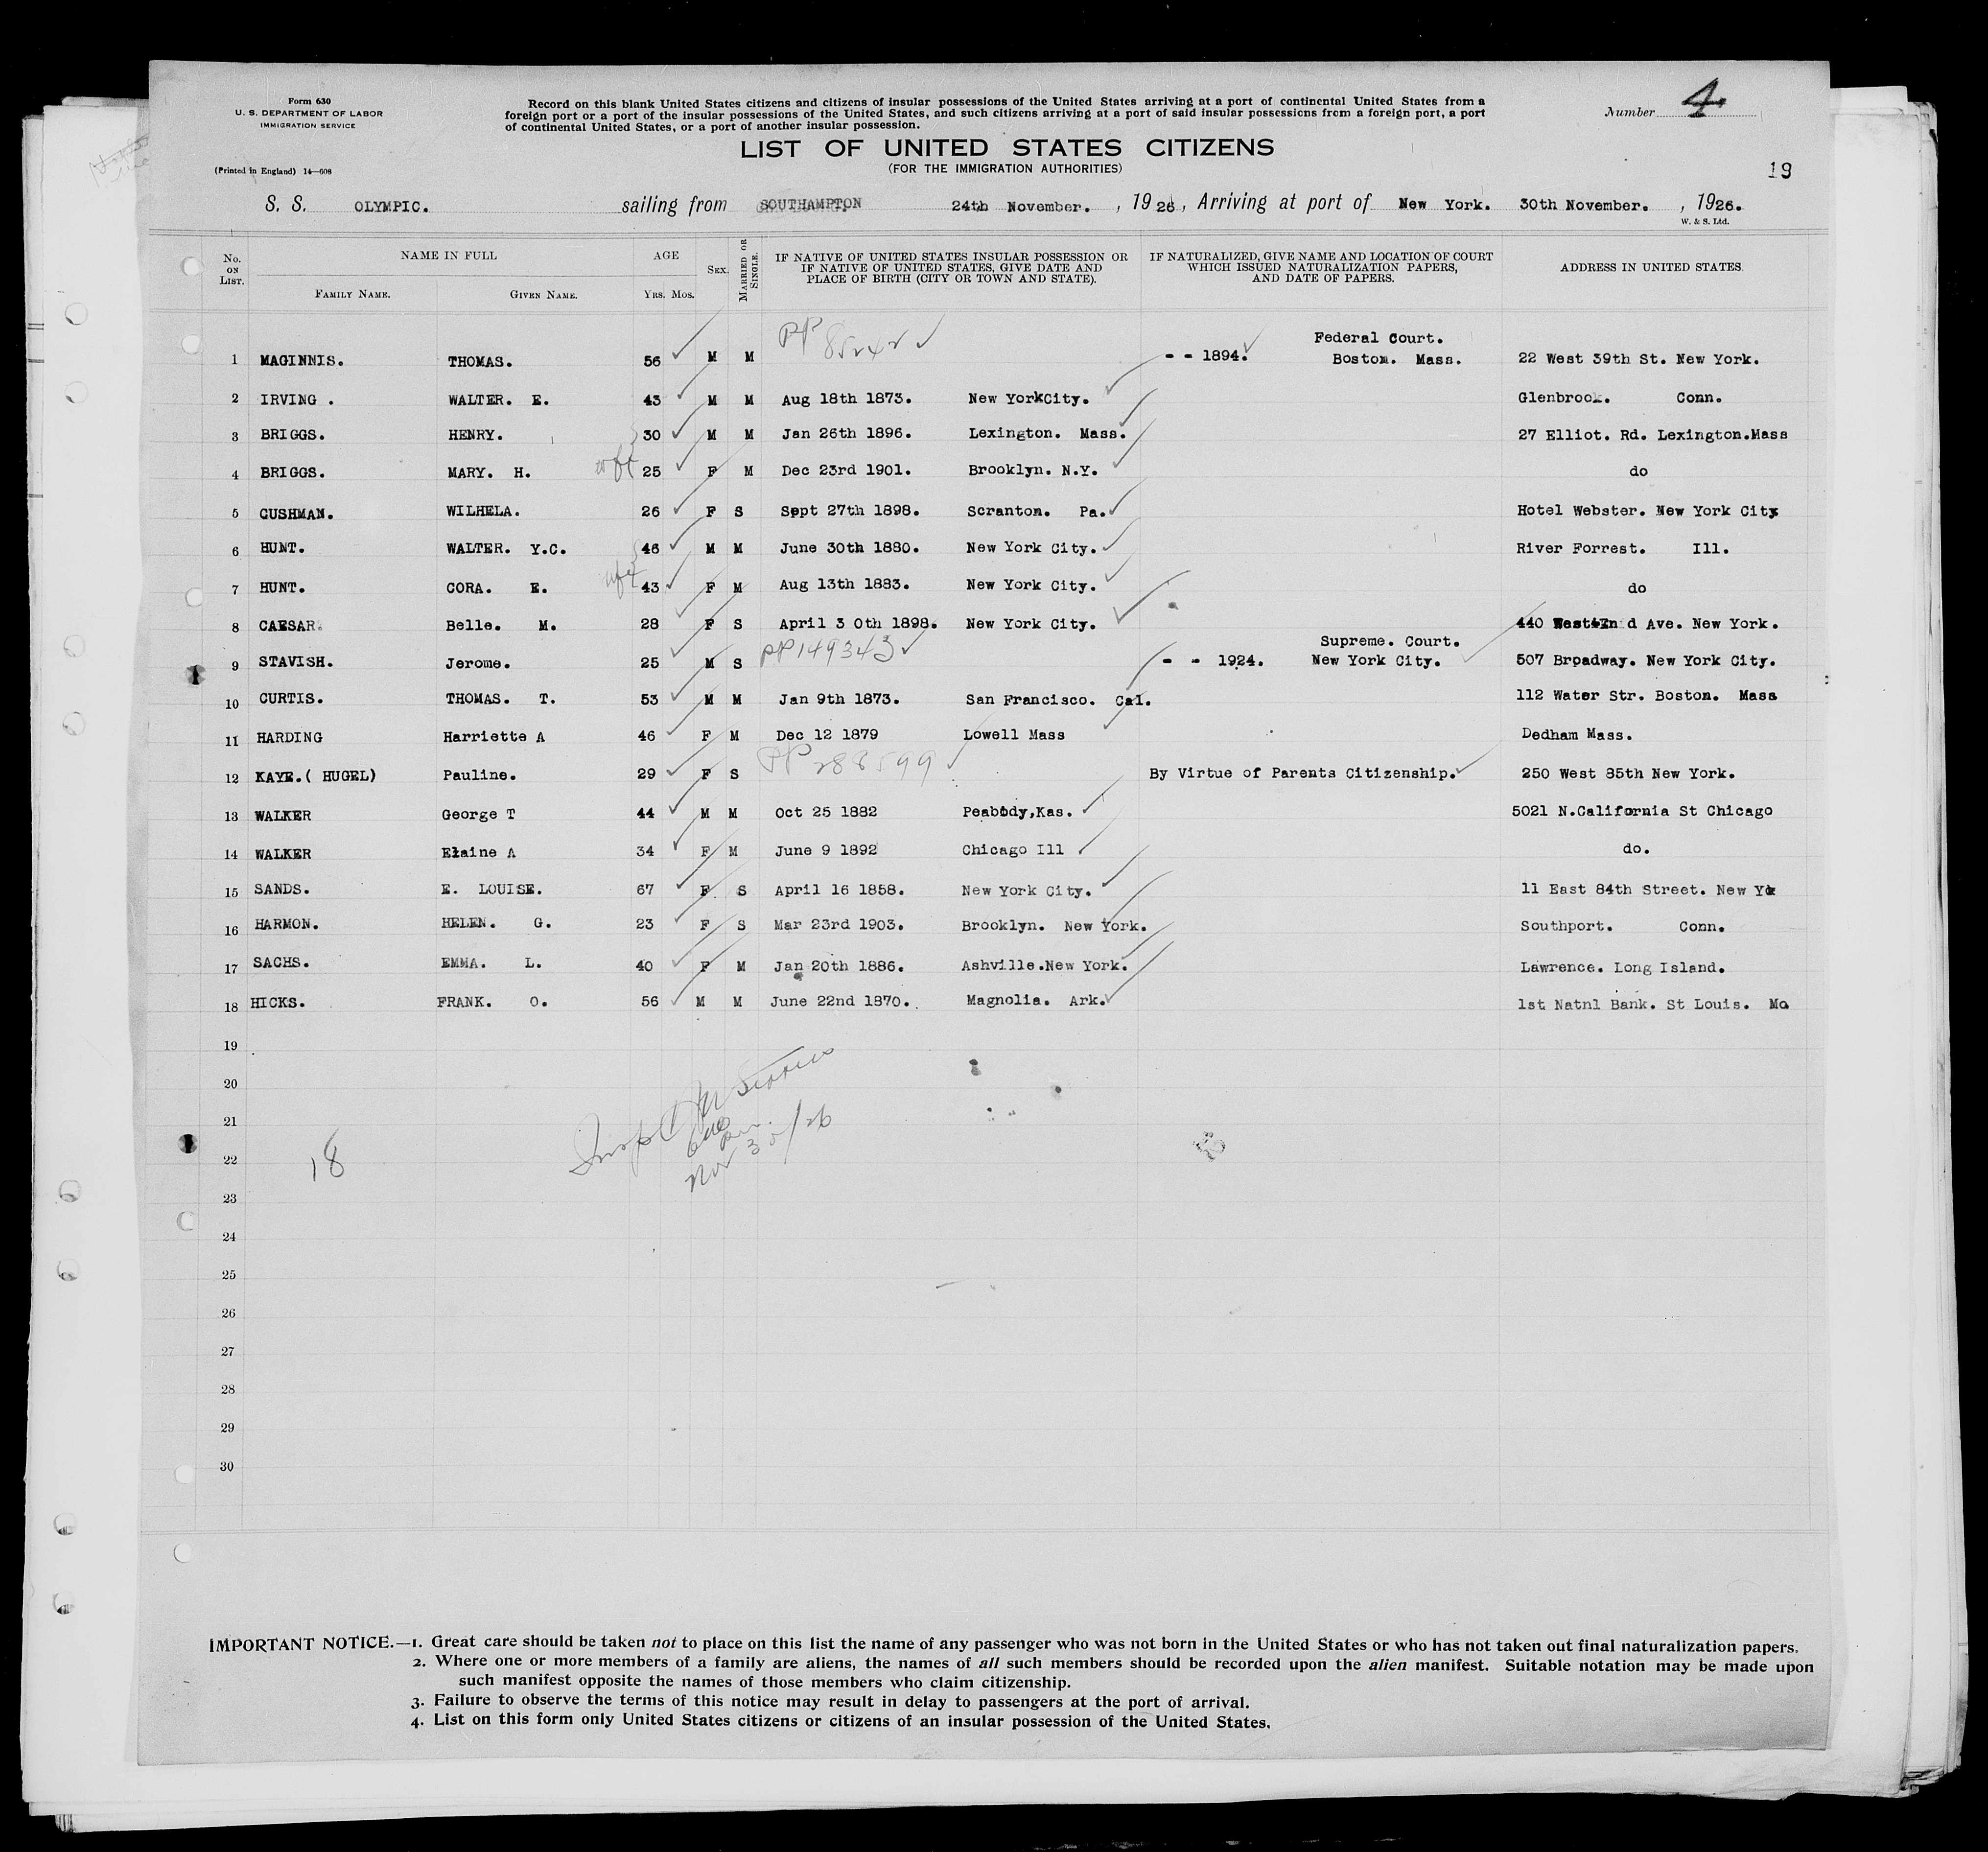 Form 630
U. S. DEPARTMENT OF LABOR
IMMIGRATION SERVICE
(Printed in England) 14—608
Record on this blank United States citizens and citizens of insular possessions of the United States arriving at a port of continental United States from a
foreign port or a port of the insular possessions of the United States, and such citizens arriving at a port of said insular possessions from a foreign port, a port
of continental United States, or a port of another insular possession.
Number 4
LIST OF UNITED STATES CITIZENS
(FOR THE IMMIGRATION AUTHORITIES)
19
S. S. OLYMPIC. sailing from SOUTHAMPTON 24th November. , 1926, Arriving at port of New York. 30th November. , 1926.
W. & S. Ltd.
No. ON LIST. NAME IN FULL AGE SEX. MARRIED OR SINGLE. IF NATIVE OF UNITED STATES INSULAR POSSESSION OR IF NATIVE OF UNITED STATES, GIVE DATE AND PLACE OF BIRTH (CITY OR TOWN AND STATE). IF NATURALIZED, GIVE NAME AND LOCATION OF COURT WHICH ISSUED NATURALIZATION PAPERS, AND DATE OF PAPERS. ADDRESS IN UNITED STATES.
FAMILY NAME. GIVEN NAME. YRS. MOS.
PP 85242 Federal Court.
1 MAGINNIS. THOMAS. 56 M M - - 1894. Boston. Mass. 22 West 39th St. New York.
2 IRVING . WALTER. E. 43 M M Aug 18th 1873. New YorkCity. Glenbrook. Conn.
3 BRIGGS. HENRY. 30 M M Jan 26th 1896. Lexington. Mass. 27 Elliot. Rd. Lexington.Mass
4 BRIGGS. MARY. H. wfe 25 F M Dec 23rd 1901. Brooklyn. N.Y. do
5 GUSHMAN. WILHELA. 26 F S Sept 27th 1898. Scranton. Pa. Hotel Webster. New York City
6 HUNT. WALTER. Y.C. 46 M M June 30th 1880. New York City. River Forrest. Ill.
7 HUNT. CORA. E. wfe 43 F M Aug 13th 1883. New York City. do
8 CAESAR. Belle. M. 28 F S April 3 0th 1898. New York City. 440 West End Ave. New York.
PP149343 Supreme. Court.
9 STAVISH. Jerome. 25 M S - - 1924. New York City. 507 Broadway. New York City.
10 CURTIS. THOMAS. T. 53 M M Jan 9th 1873. San Francisco. Cal. 112 Water Str. Boston. Mass
11 HARDING Harriette A 46 F M Dec 12 1879 Lowell Mass Dedham Mass.
12 KAYE.( HUGEL) Pauline. 29 F S PP 288599 By Virtue of Parents Citizenship. 250 West 85th New York.
13 WALKER George T 44 M M Oct 25 1882 Peabody,Kas. 5021 N.California St Chicago
14 WALKER Elaine A 34 F M June 9 1892 Chicago Ill do.
15 SANDS. E. LOUISE. 67 F. S April 16 1858. New York City. 11 East 84th Street. New Yk
16 HARMON. HELEN. G. 23 F S Mar 23rd 1903. Brooklyn. New York. Southport. Conn.
17 SACHS. EMMA. L. 40 F M Jan 20th 1886. Ashville.New York. Lawrence. Long Island.
18 HICKS. FRANK. O. 56 M M June 22nd 1870. Magnolia. Ark. 1st Natnl Bank. St Louis. Mo
19
20
21
22
18
Nov 30/26
23
24
25
26
27
28
29
30
IMPORTANT NOTICE.—1. Great care should be taken not to place on this list the name of any passenger who was not born in the United States or who has not taken out final naturalization papers.
2. Where one or more members of a family are aliens, the names of all such members should be recorded upon the alien manifest. Suitable notation may be made upon
such manifest opposite the names of those members who claim citizenship.
3. Failure to observe the terms of this notice may result in delay to passengers at the port of arrival.
4. List on this form only United States citizens or citizens of an insular possession of the United States.